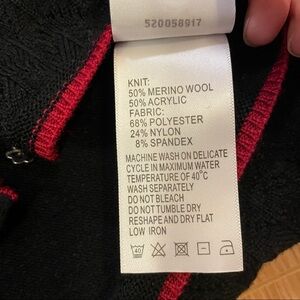 520058917
KNIT:
50% MERINO WOOL
50% ACRYLIC
FABRIC:
68% POLYESTER
24% NYLON
8% SPANDEX
MACHINE WASH ON DELICATE
CYCLE IN MAXIMUM WATER
TEMPERATURE OF 40°C
WASH SEPARATELY
DO NOT BLEACH
DO NOT TUMBLE DRY
RESHAPE AND DRY FLAT
LOW IRON
40